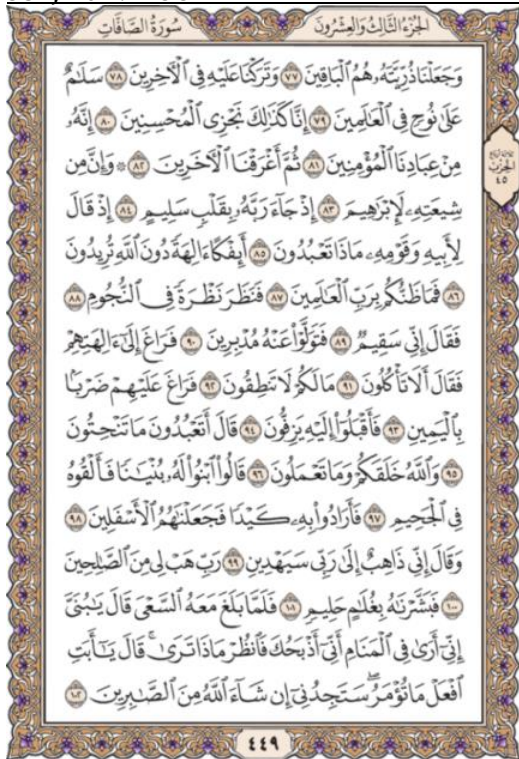 الجزء الثالث والعشرون
سورة الصافات
وَجَعَلْنَا ذُرِّيَّتَهُۥ هُمُ ٱلْبَاقِينَ ٧٧ وَتَرَكْنَا عَلَيْهِ فِى ٱلْءَاخِرِينَ ٧٨ سَلَٰمٌ
عَلَىٰ نُوحٍ فِى ٱلْعَٰلَمِينَ ٧٩ إِنَّا كَذَٰلِكَ نَجْزِى ٱلْمُحْسِنِينَ ٨٠ إِنَّهُۥ
مِنْ عِبَادِنَا ٱلْمُؤْمِنِينَ ٨١ ثُمَّ أَغْرَقْنَا ٱلْءَاخَرِينَ ٨٢ ۞ وَإِنَّ مِن
الحزب
٤٥
شِيعَتِهِۦ لَإِبْرَٰهِيمَ ٨٣ إِذْ جَآءَ رَبَّهُۥ بِقَلْبٍ سَلِيمٍ ٨٤ إِذْ قَالَ
لِأَبِيهِ وَقَوْمِهِۦ مَاذَا تَعْبُدُونَ ٨٥ أَئِفْكًا ءَالِهَةً دُونَ ٱللَّهِ تُرِيدُونَ
٨٦ فَمَا ظَنُّكُم بِرَبِّ ٱلْعَٰلَمِينَ ٨٧ فَنَظَرَ نَظْرَةً فِى ٱلنُّجُومِ ٨٨
فَقَالَ إِنِّى سَقِيمٌ ٨٩ فَتَوَلَّوْا۟ عَنْهُ مُدْبِرِينَ ٩٠ فَرَاغَ إِلَىٰٓ ءَالِهَتِهِمْ
فَقَالَ أَلَا تَأْكُلُونَ ٩١ مَا لَكُمْ لَا تَنطِقُونَ ٩٢ فَرَاغَ عَلَيْهِمْ ضَرْبًۢا
بِٱلْيَمِينِ ٩٣ فَأَقْبَلُوٓا۟ إِلَيْهِ يَزِفُّونَ ٩٤ قَالَ أَتَعْبُدُونَ مَا تَنْحِتُونَ
٩٥ وَٱللَّهُ خَلَقَكُمْ وَمَا تَعْمَلُونَ ٩٦ قَالُوا۟ ٱبْنُوا۟ لَهُۥ بُنْيَٰنًا فَأَلْقُوهُ
فِى ٱلْجَحِيمِ ٩٧ فَأَرَادُوا۟ بِهِۦ كَيْدًا فَجَعَلْنَٰهُمُ ٱلْأَسْفَلِينَ ٩٨
وَقَالَ إِنِّى ذَاهِبٌ إِلَىٰ رَبِّى سَيَهْدِينِ ٩٩ رَبِّ هَبْ لِى مِنَ ٱلصَّٰلِحِينَ
١٠٠ فَبَشَّرْنَٰهُ بِغُلَٰمٍ حَلِيمٍ ١٠١ فَلَمَّا بَلَغَ مَعَهُ ٱلسَّعْىَ قَالَ يَٰبُنَىَّ
إِنِّىٓ أَرَىٰ فِى ٱلْمَنَامِ أَنِّىٓ أَذْبَحُكَ فَٱنظُرْ مَاذَا تَرَىٰ ۚ قَالَ يَٰٓأَبَتِ
ٱفْعَلْ مَا تُؤْمَرُ ۖ سَتَجِدُنِىٓ إِن شَآءَ ٱللَّهُ مِنَ ٱلصَّٰبِرِينَ ١٠٢
٤٤٩